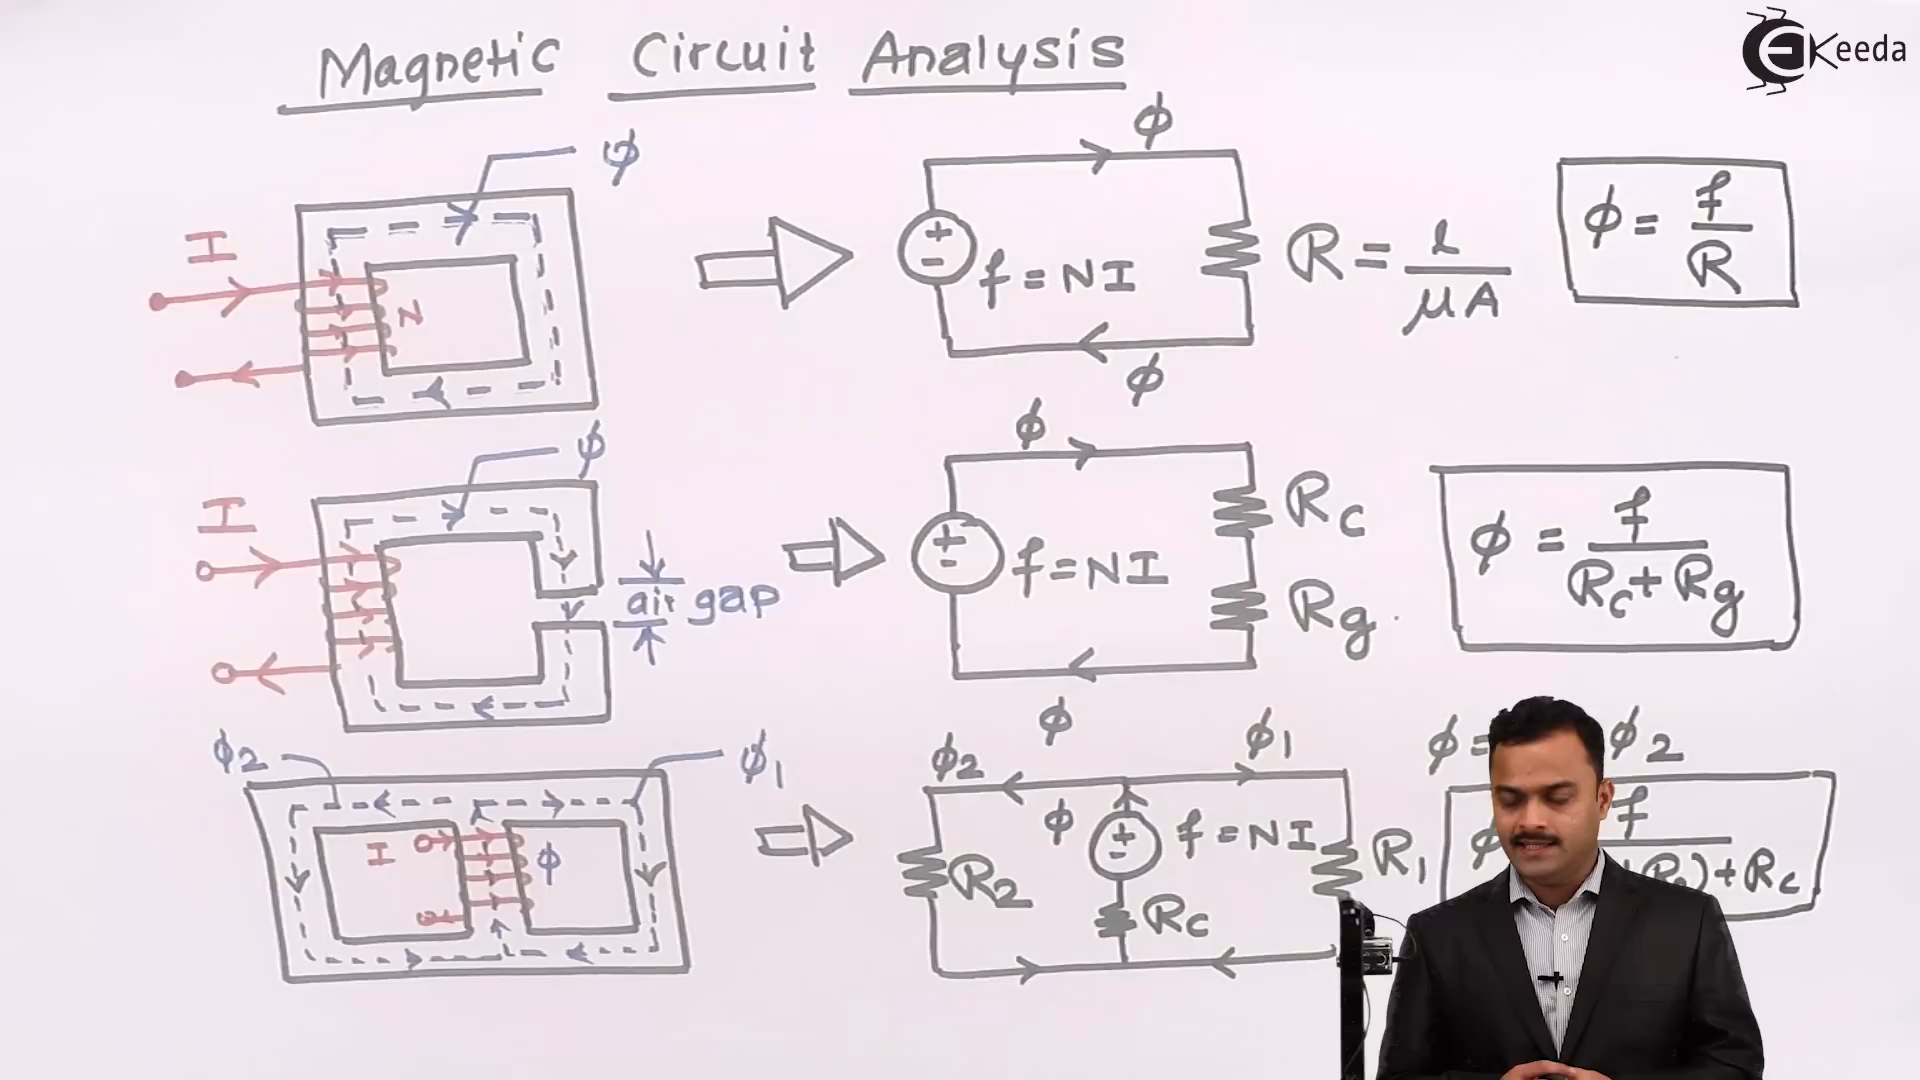 Magnetic Circuit Analysis
Keeda
ϕ
I
N
ϕ
f = NI
R = l / μA
ϕ
ϕ = f / R
ϕ
I
air gap
ϕ
f = NI
Rc
Rg
ϕ
ϕ = f / Rc + Rg
ϕ2
ϕ1
I
ϕ
ϕ2
ϕ1
ϕ
f = NI
R2
Rc
R1
ϕ =
ϕ2
f
) + Rc